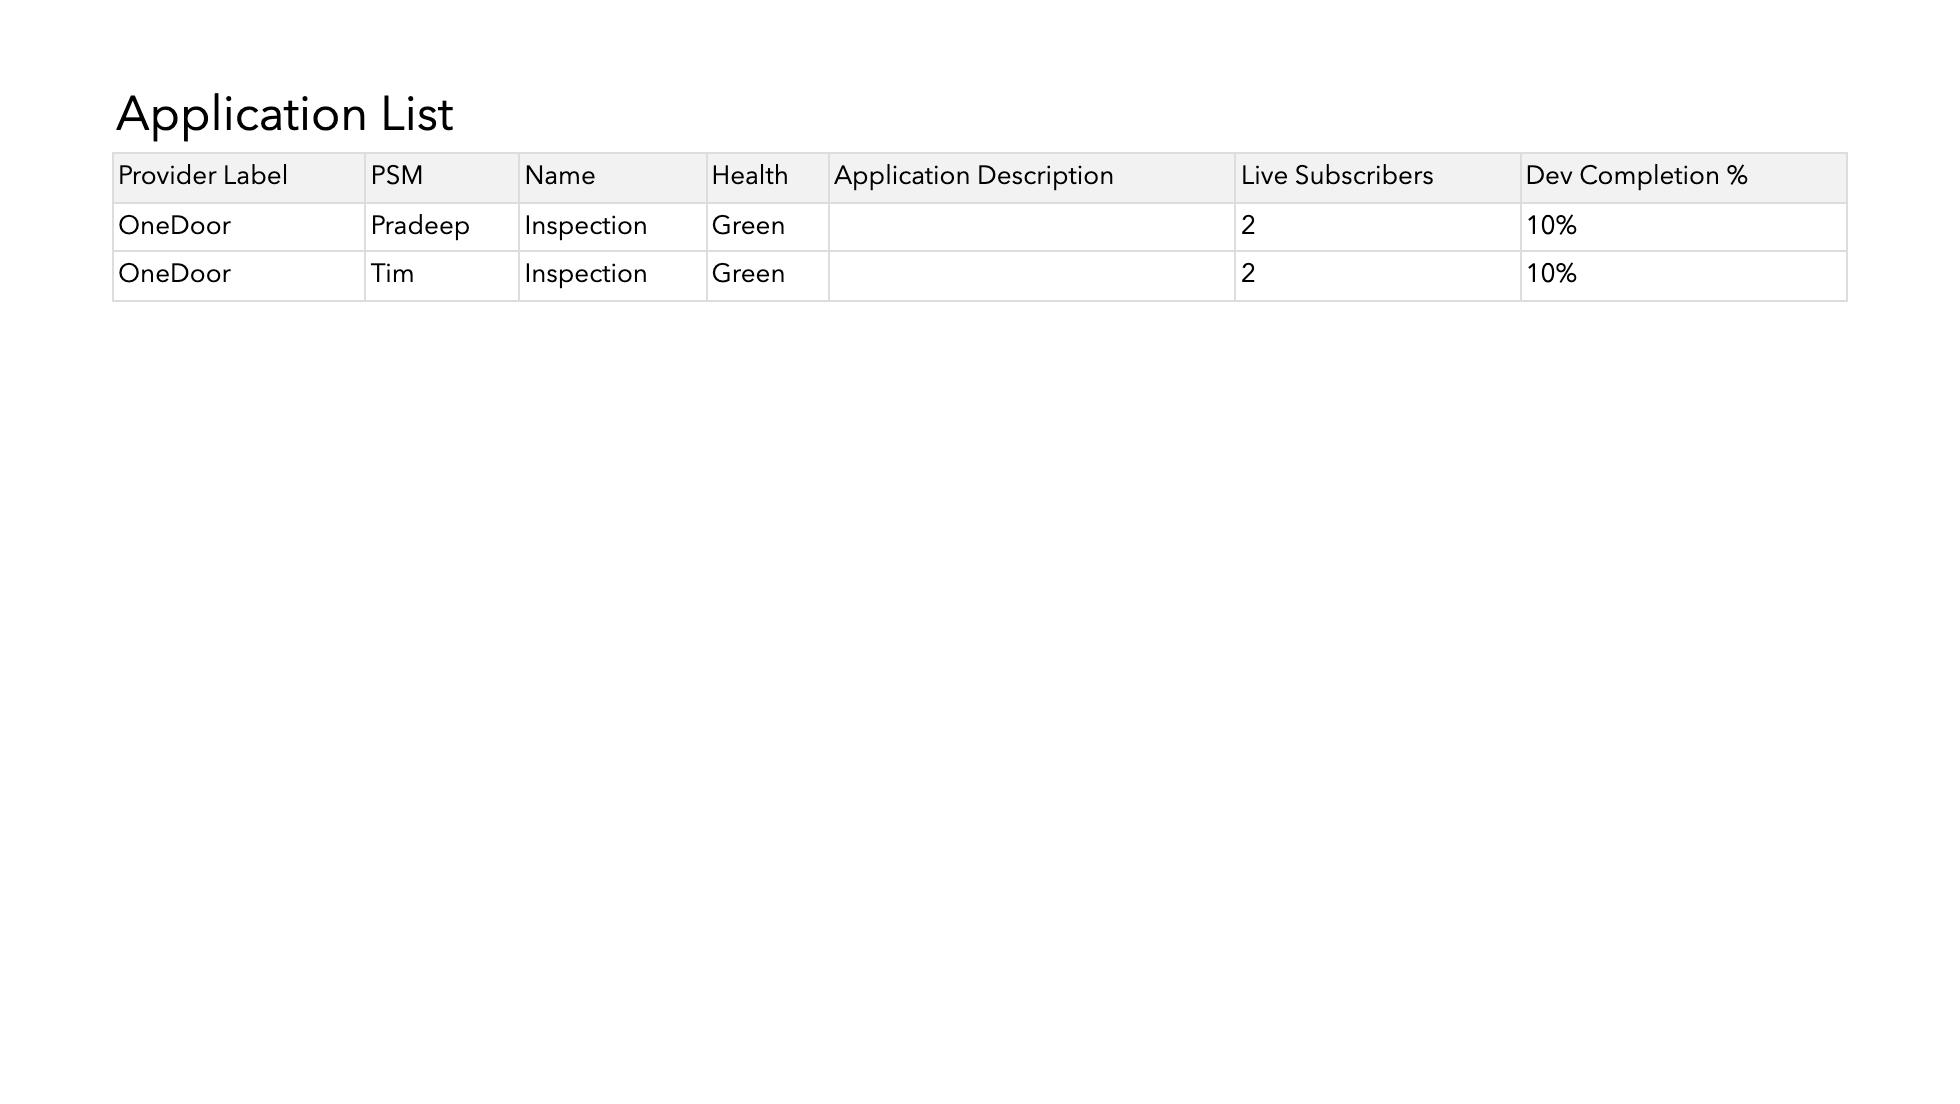 Application List
Provider Label PSM Name Health Application Description Live Subscribers Dev Completion %
OneDoor Pradeep Inspection Green 2 10%
OneDoor Tim Inspection Green 2 10%